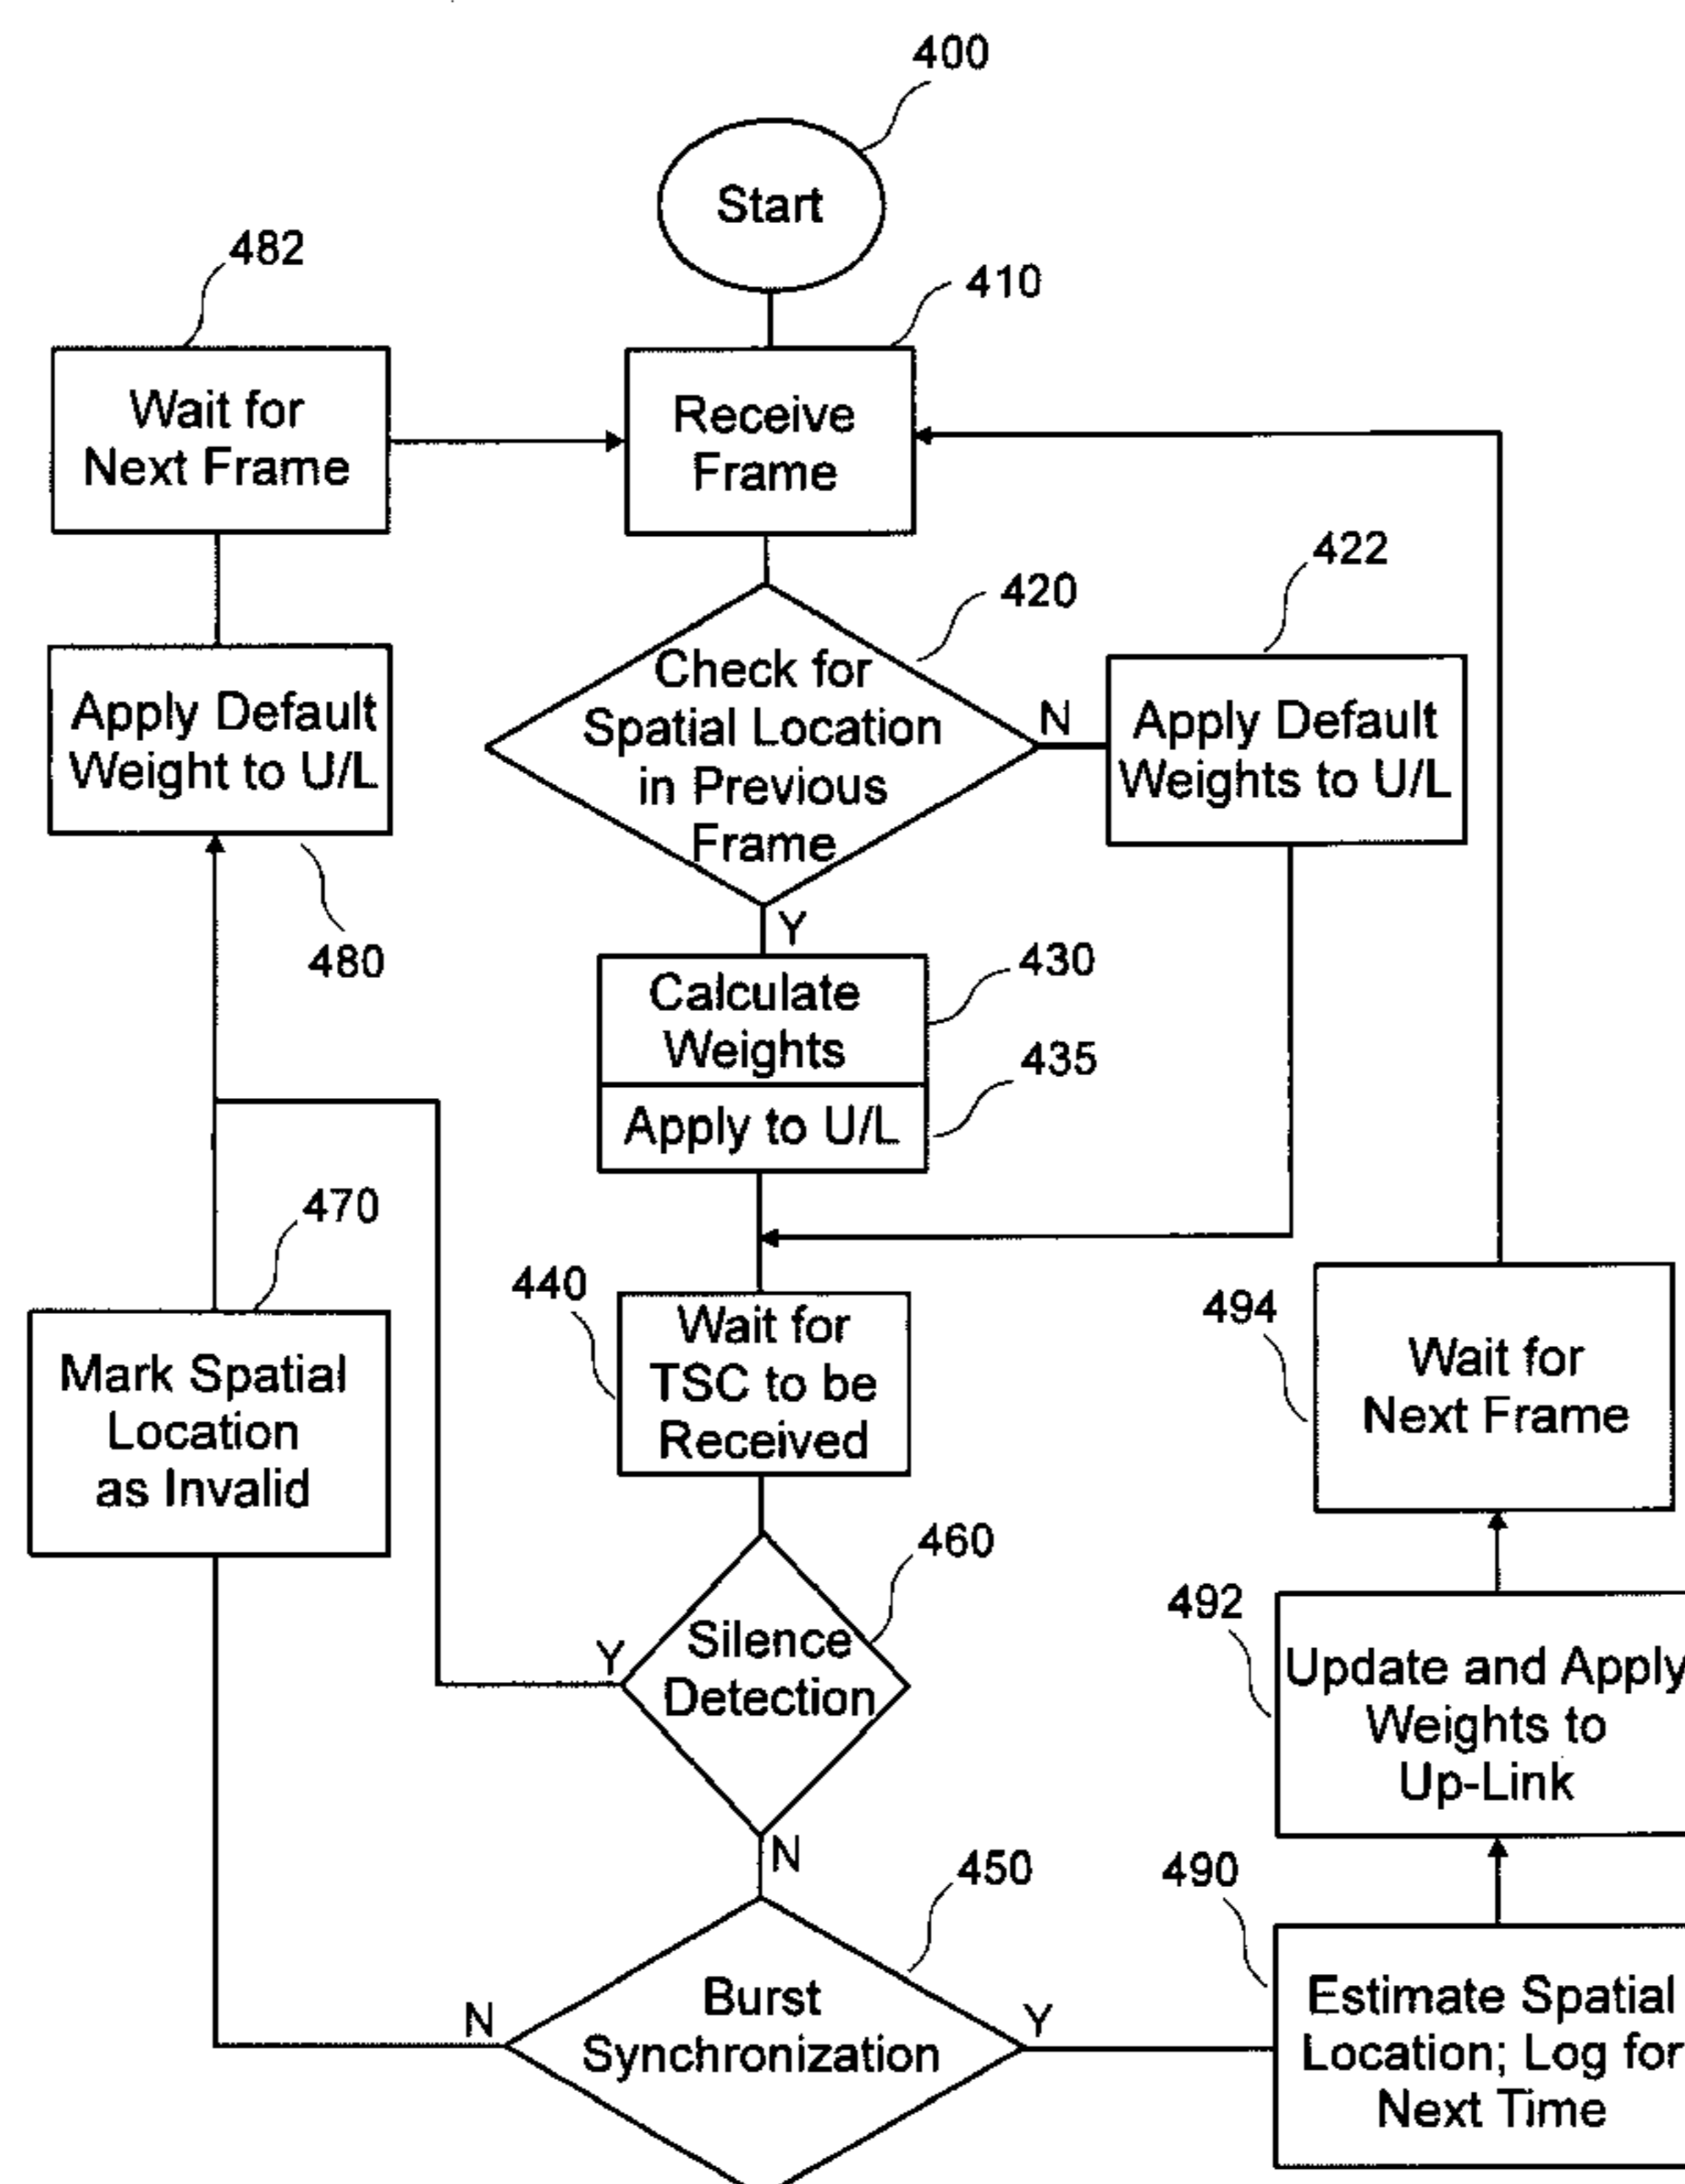 400
Start
482
410
Wait for
Next Frame
Receive
Frame
422
420
Check for
Spatial Location
in Previous
Frame
N
Apply Default
Weights to U/L
Apply Default
Weight to U/L
480
Y
430
Calculate
Weights
435
Apply to U/L
470
440
Wait for
TSC to be
Received
494
Wait for
Next Frame
Mark Spatial
Location
as Invalid
460
Silence
Detection
Y
N
492
Update and Apply
Weights to
Up-Link
450
490
Burst
Synchronization
N
Y
Estimate Spatial
Location; Log for
Next Time